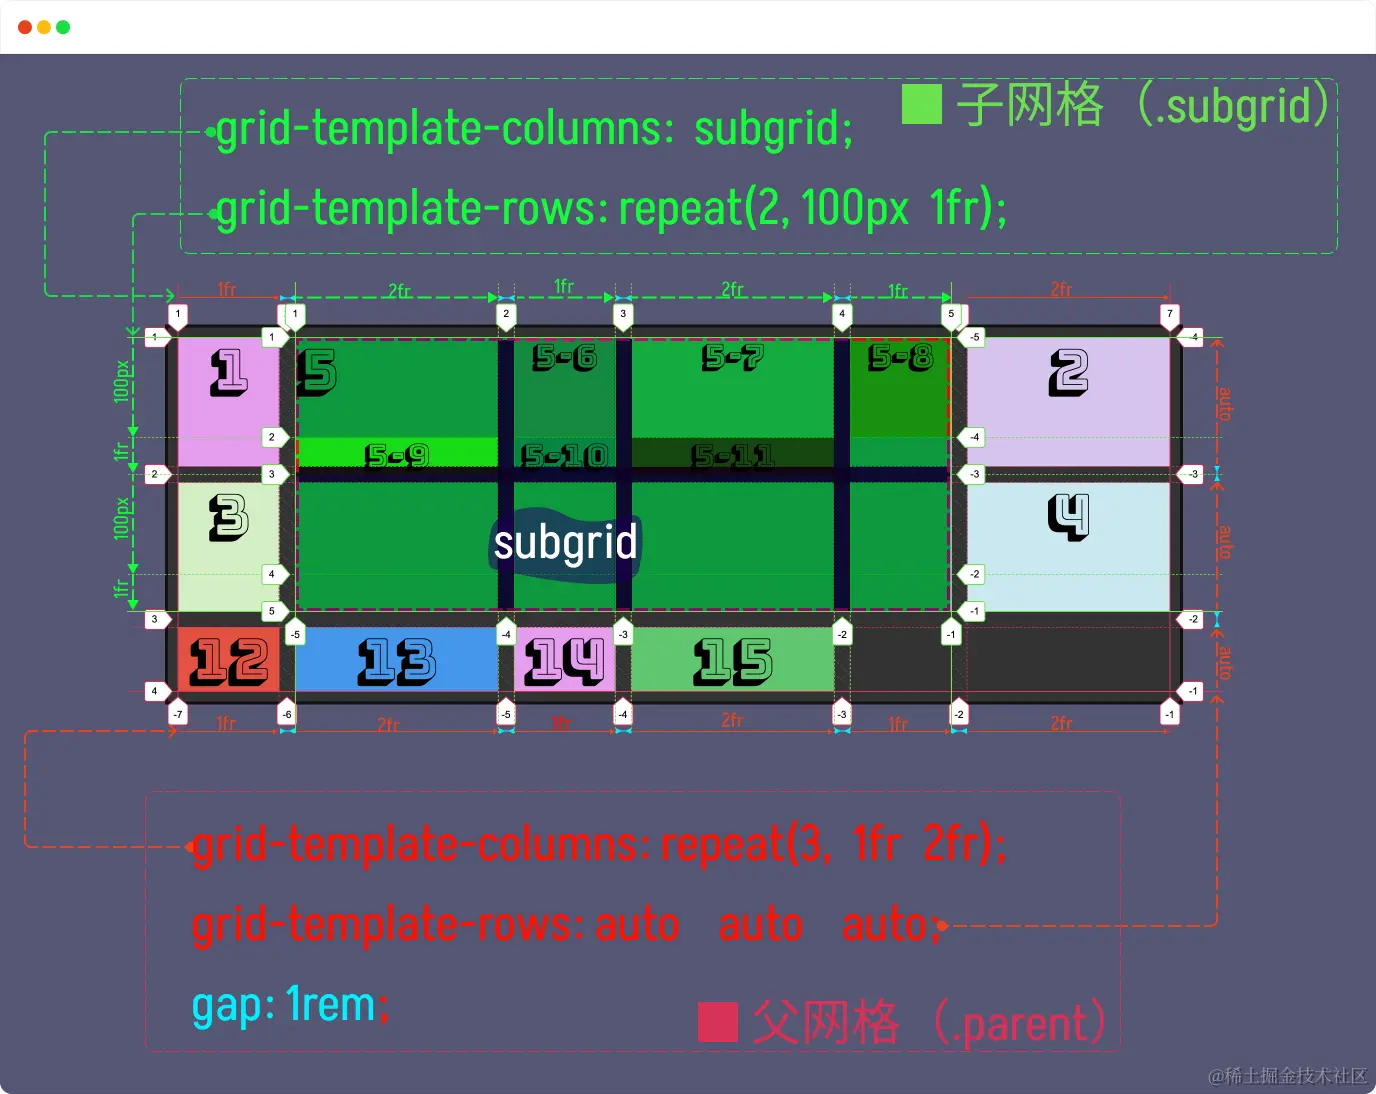 子网格（.subgrid）
grid-template-columns: subgrid;
grid-template-rows: repeat(2, 100px 1fr);
1fr 2fr 1fr 2fr 1fr 2fr
1 1 2 3 4 5 7
1 1 -5 -4
1 5 5-6 5-7 5-8 2
100px auto
2 -4
1fr 5-9 5-10 5-11
2 3 -3 -3
3 4
100px auto
subgrid
4 -2
1fr
5 -1
3 -2
-5 -4 -3 -2 -1
12 13 14 15
auto
4 -1
-7 -6 -5 -4 -3 -2 -1
1fr 2fr 1fr 2fr 1fr 2fr
grid-template-columns: repeat(3, 1fr 2fr);
grid-template-rows: auto auto auto;
gap: 1rem;
父网格（.parent）
@稀土掘金技术社区